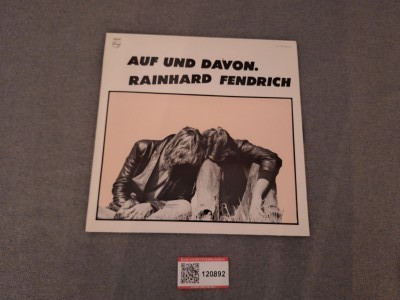 AUF UND DAVON.
RAINHARD FENDRICH
120892